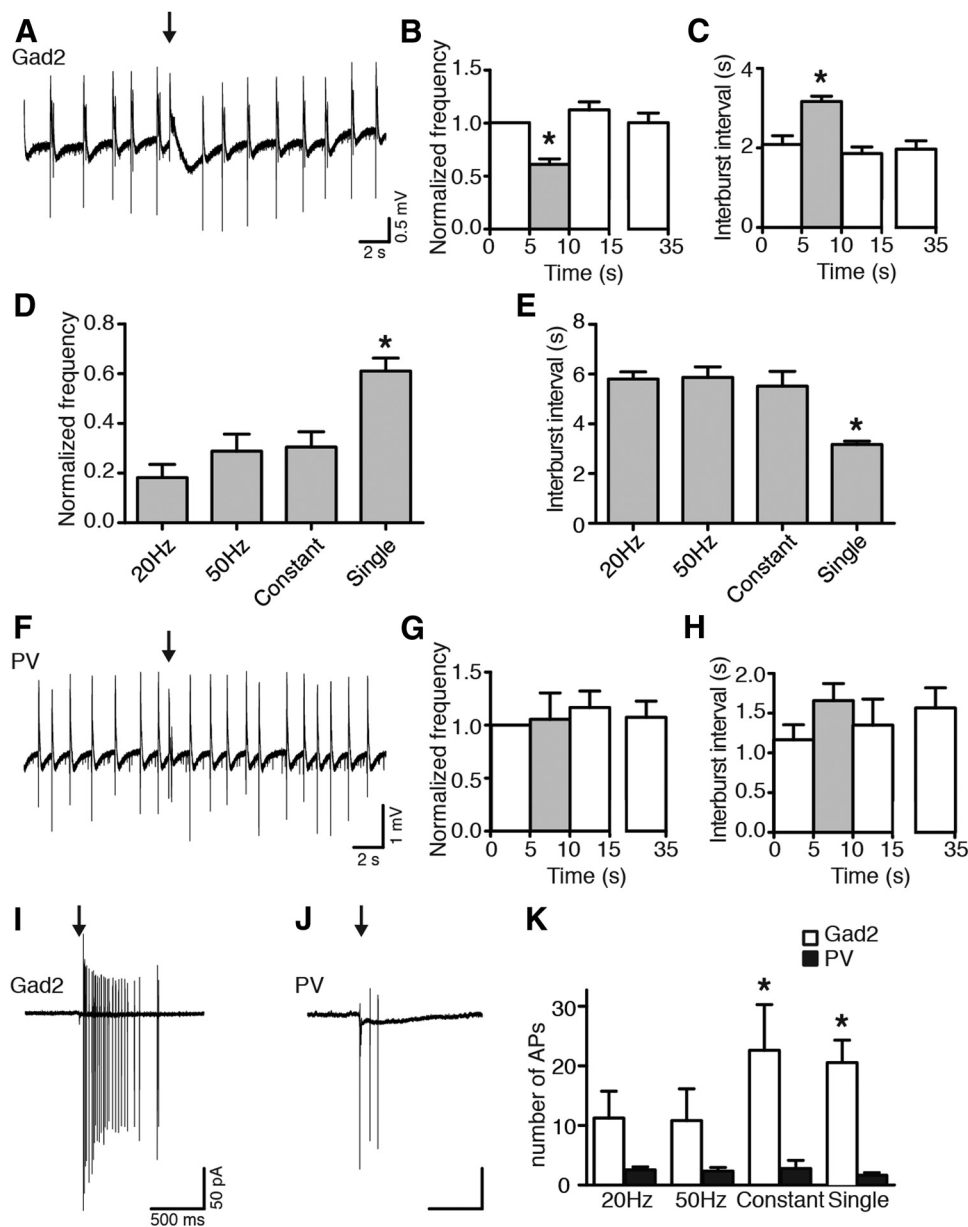 A
Gad2
0.5 mV
2 s
B
Normalized frequency
1.5
1.0
0.5
0.0
*
0 5 10 15 35
Time (s)
C
Interburst interval (s)
4
2
0
*
0 5 10 15 35
Time (s)
D
Normalized frequency
0.8
0.6
0.4
0.2
0.0
*
20Hz 50Hz Constant Single
E
Interburst interval (s)
8
6
4
2
0
*
20Hz 50Hz Constant Single
F
PV
1 mV
2 s
G
Normalized frequency
1.5
1.0
0.5
0.0
0 5 10 15 35
Time (s)
H
Interburst interval (s)
2.0
1.5
1.0
0.5
0.0
0 5 10 15 35
Time (s)
I
Gad2
50 pA
500 ms
J
PV
K
Gad2
PV
number of APs
30
20
10
0
* *
20Hz 50Hz Constant Single